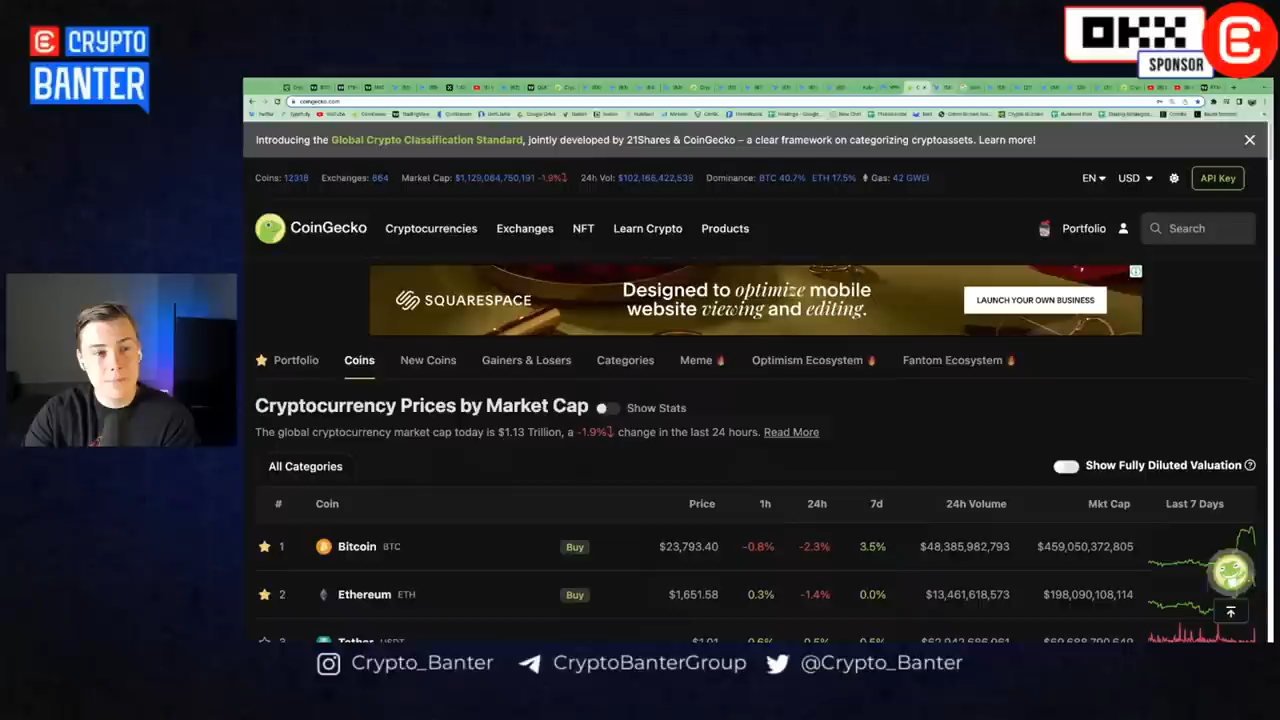 CRYPTO
BANTER
OKX
SPONSOR
coingecko.com
Introducing the Global Crypto Classification Standard, jointly developed by 21Shares & CoinGecko – a clear framework on categorizing cryptoassets. Learn more!
Coins: 12318 Exchanges: 664 Market Cap: $1,129,084,750,191 -1.9% 24h Vol: $102,166,422,539 Dominance: BTC 40.7% ETH 17.5% Gas: 42 GWEI
EN USD API Key
CoinGecko Cryptocurrencies Exchanges NFT Learn Crypto Products Portfolio Search
SQUARESPACE
Designed to optimize mobile
website viewing and editing.
LAUNCH YOUR OWN BUSINESS
Portfolio Coins New Coins Gainers & Losers Categories Meme Optimism Ecosystem Fantom Ecosystem
Cryptocurrency Prices by Market Cap Show Stats
The global cryptocurrency market cap today is $1.13 Trillion, a -1.9% change in the last 24 hours. Read More
All Categories Show Fully Diluted Valuation
# Coin Price 1h 24h 7d 24h Volume Mkt Cap Last 7 Days
1 Bitcoin BTC Buy $23,793.40 -0.8% -2.3% 3.5% $48,385,982,793 $459,050,372,805
2 Ethereum ETH Buy $1,651.58 0.3% -1.4% 0.0% $13,461,618,573 $198,090,108,114
Crypto_Banter CryptoBanterGroup @Crypto_Banter